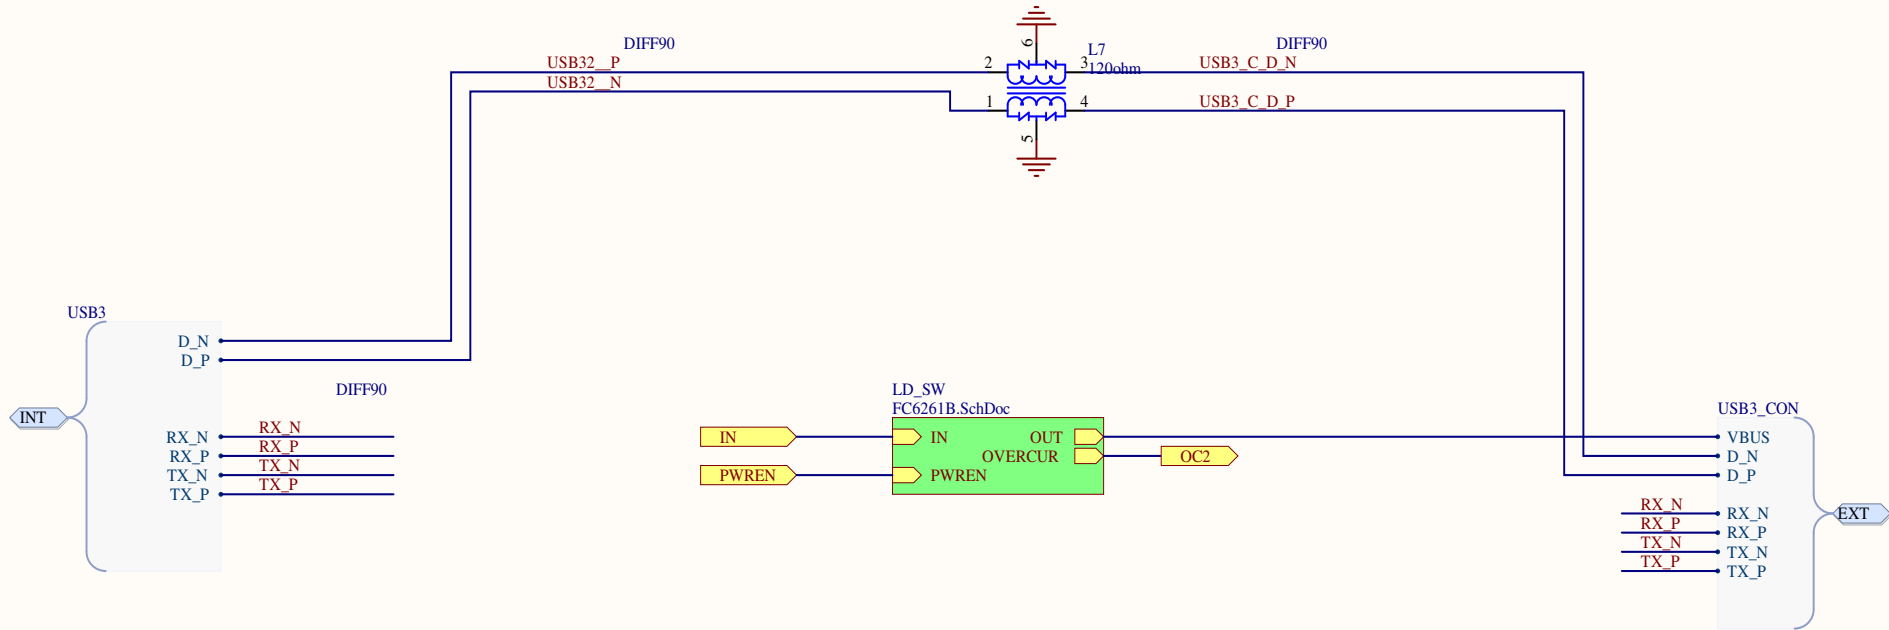 DIFF90
DIFF90
6
L7
USB32__P
2
3
120ohm
USB3_C_D_N
USB32__N
1
4
USB3_C_D_P
5
USB3
D_N
D_P
DIFF90
LD_SW
FC6261B.SchDoc
USB3_CON
INT
RX_N
RX_N
RX_P
RX_P
TX_N
TX_N
TX_P
TX_P
IN
IN
OUT
OVERCUR
OC2
PWREN
PWREN
VBUS
D_N
D_P
RX_N
RX_N
EXT
RX_P
RX_P
TX_N
TX_N
TX_P
TX_P